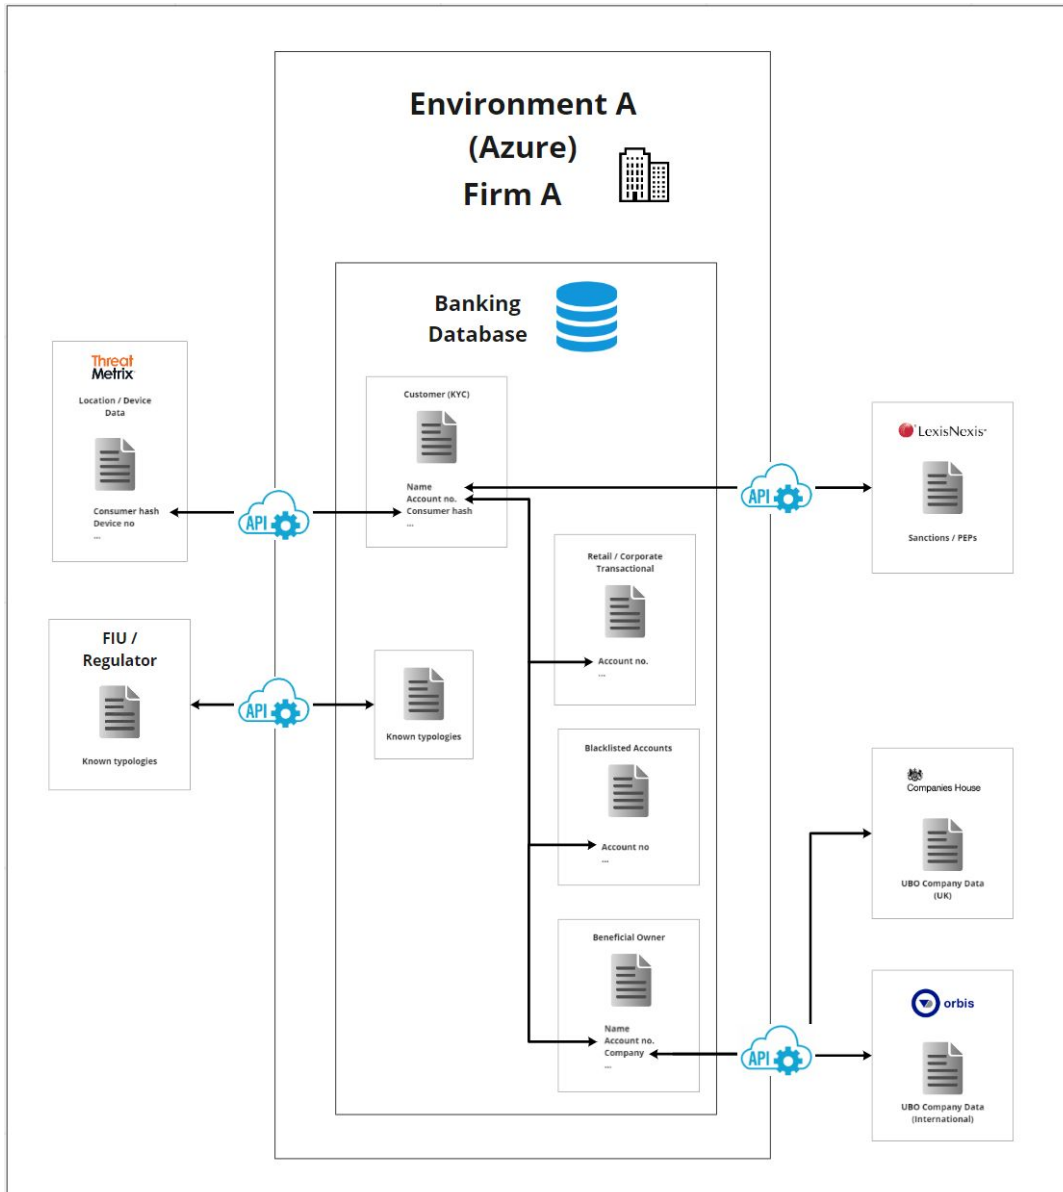 Environment A
(Azure)
Firm A
Banking
Database
Threat
Metrix
Location / Device
Data
Consumer hash
Device no
...
Customer (KYC)
Name
Account no.
Consumer hash
...
API
API
LexisNexis
Sanctions / PEPs
Retail / Corporate
Transactional
Account no.
...
FIU /
Regulator
Known typologies
API
Known typologies
Blacklisted Accounts
Account no
...
Companies House
UBO Company Data
(UK)
Beneficial Owner
Name
Account no.
Company
...
API
orbis
UBO Company Data
(International)